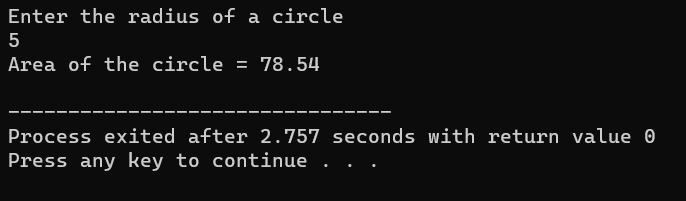 Enter the radius of a circle
5
Area of the circle = 78.54
--------------------------------
Process exited after 2.757 seconds with return value 0
Press any key to continue . . .